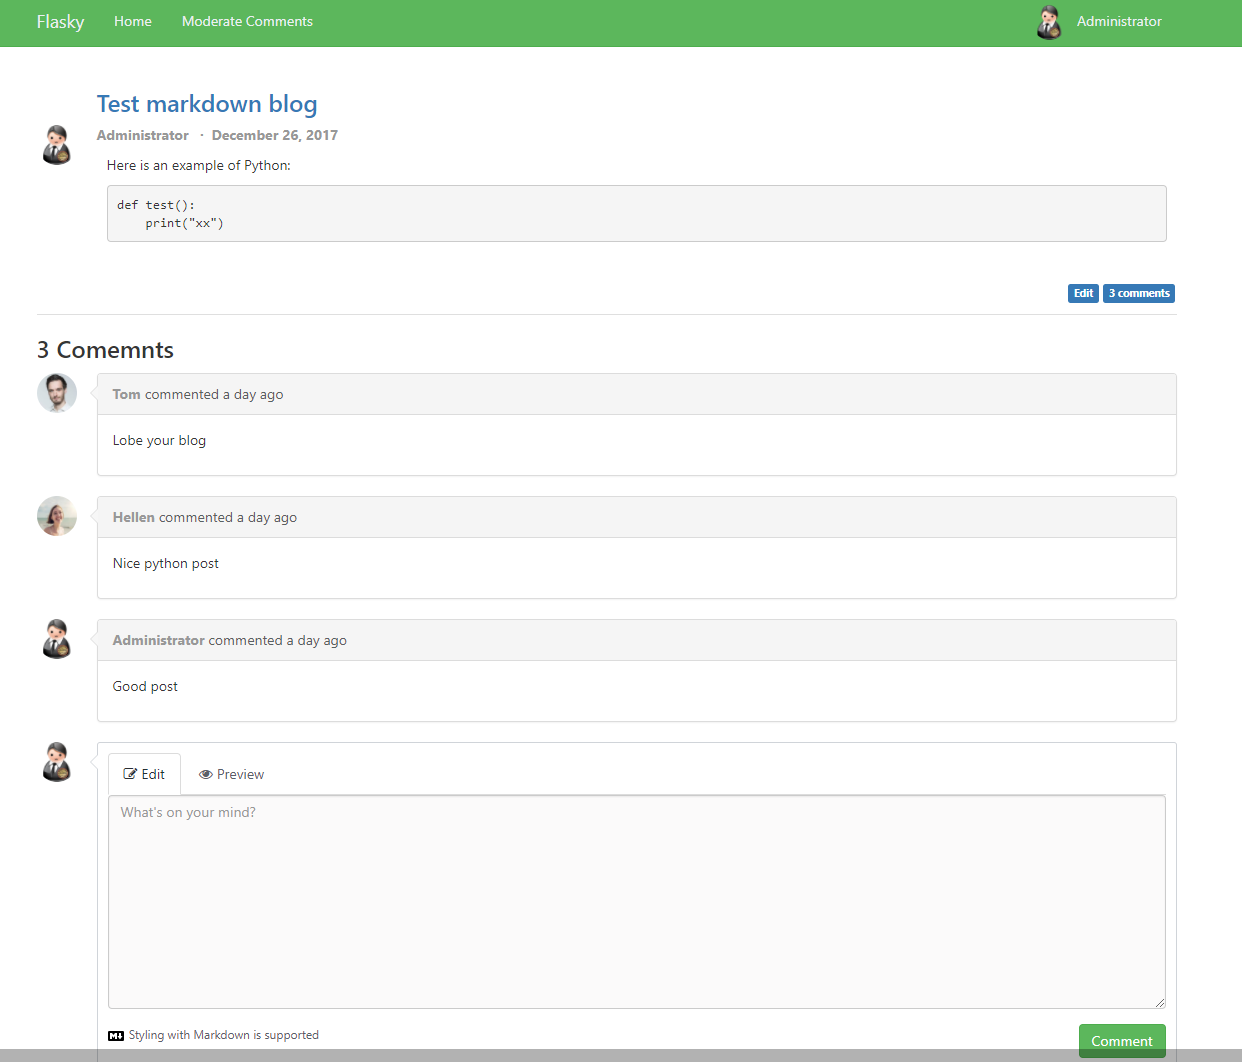 Flasky Home Moderate Comments Administrator
Test markdown blog
Administrator · December 26, 2017
Here is an example of Python:
def test():
    print("xx")
Edit 3 comments
3 Comemnts
Tom commented a day ago
Lobe your blog
Hellen commented a day ago
Nice python post
Administrator commented a day ago
Good post
Edit Preview
What's on your mind?
M Styling with Markdown is supported
Comment